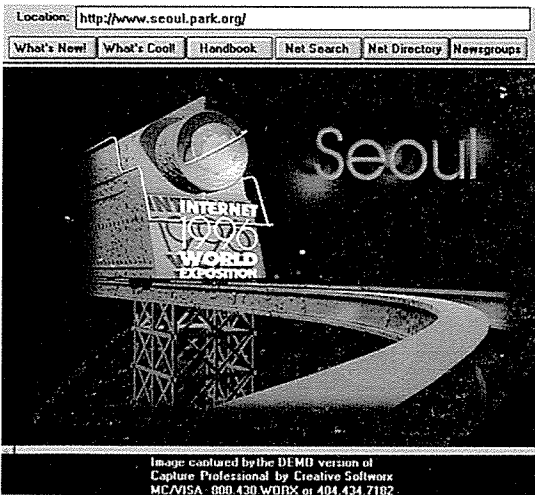 Location: http://www.seoul.park.org/
What's New! What's Cool! Handbook Net Search Net Directory Newsgroups
Seoul
INTERNET
1996
WORLD
EXPOSITION
Image captured by the DEMO version of
Capture Professional by Creative Softworx
MC/VISA - 800.430.WORX or 404.434.7182